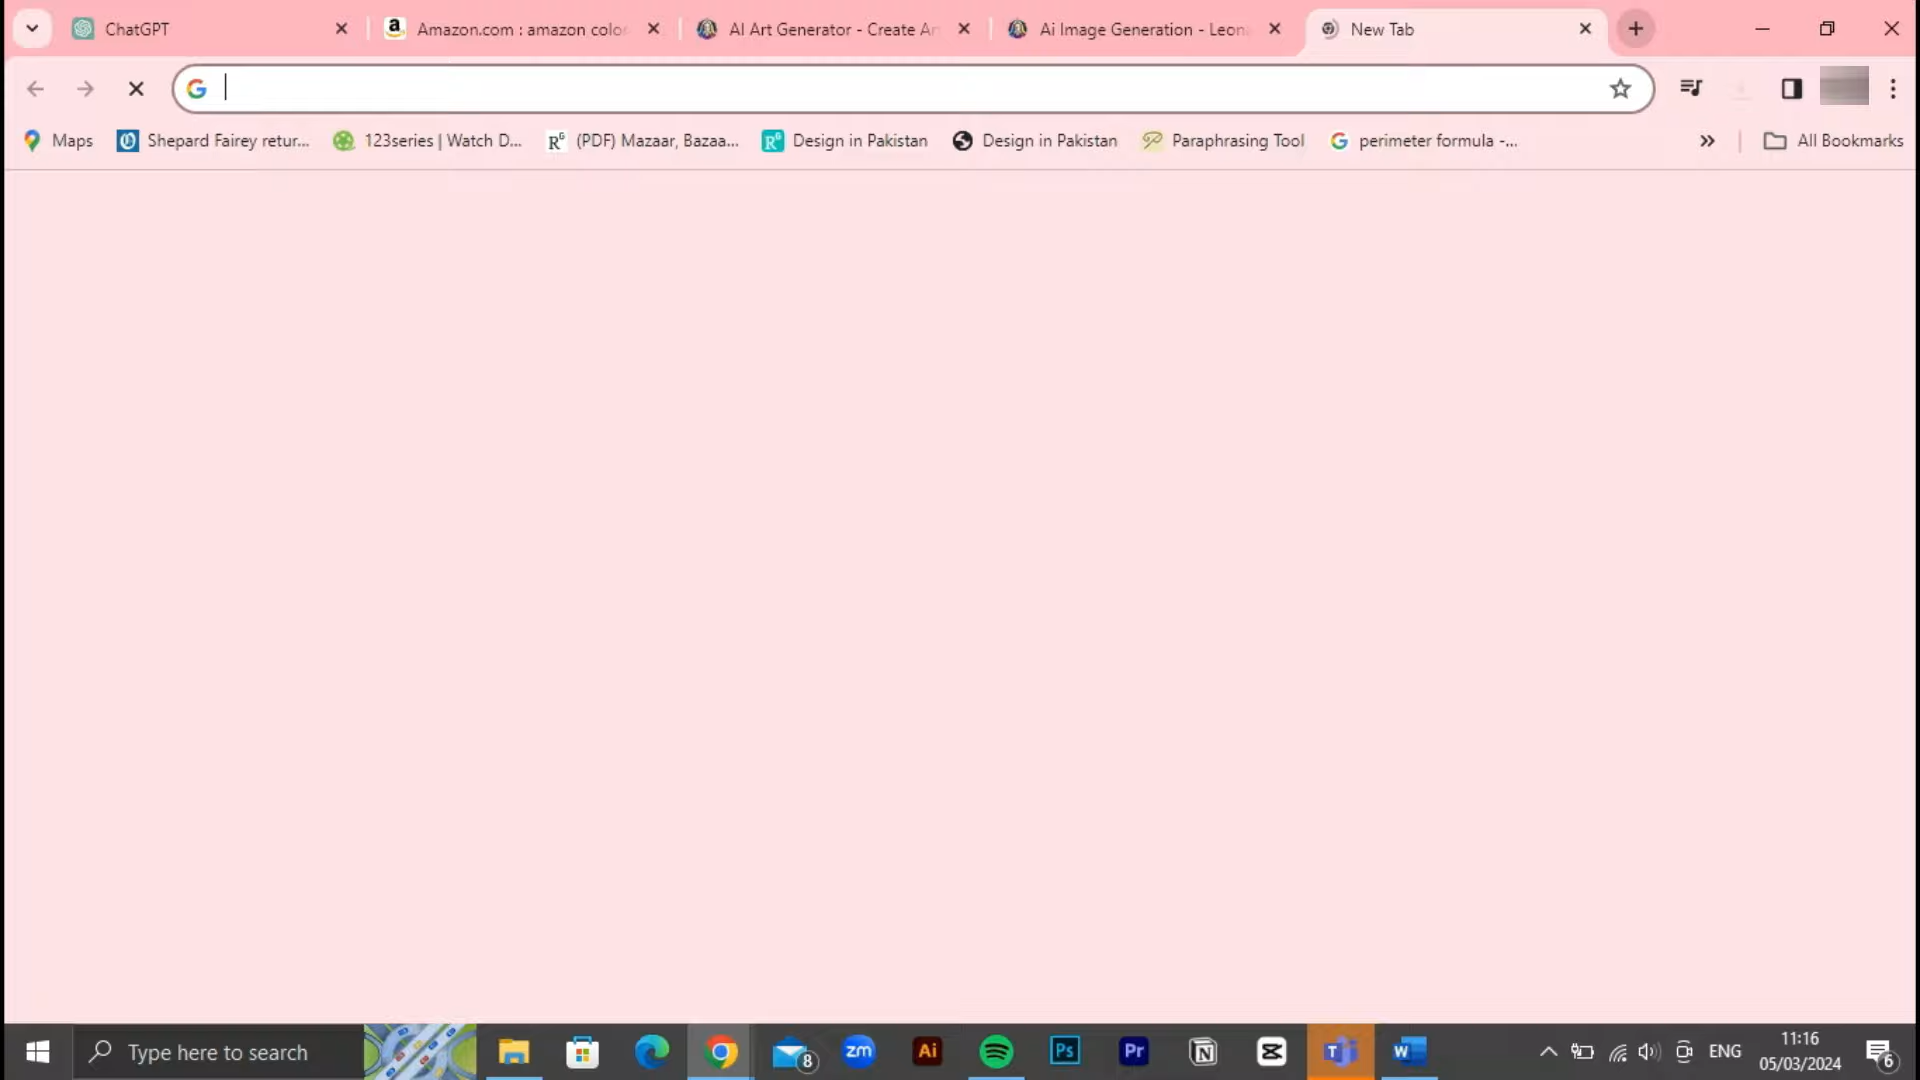 ChatGPT
Amazon.com : amazon colo
AI Art Generator - Create Ar
Ai Image Generation - Leon
New Tab
Maps
Shepard Fairey retur...
123series | Watch D...
(PDF) Mazaar, Bazaa...
Design in Pakistan
Design in Pakistan
Paraphrasing Tool
perimeter formula -...
All Bookmarks
Type here to search
8
zm
Ai
Ps
Pr
ENG
11:16
05/03/2024
6